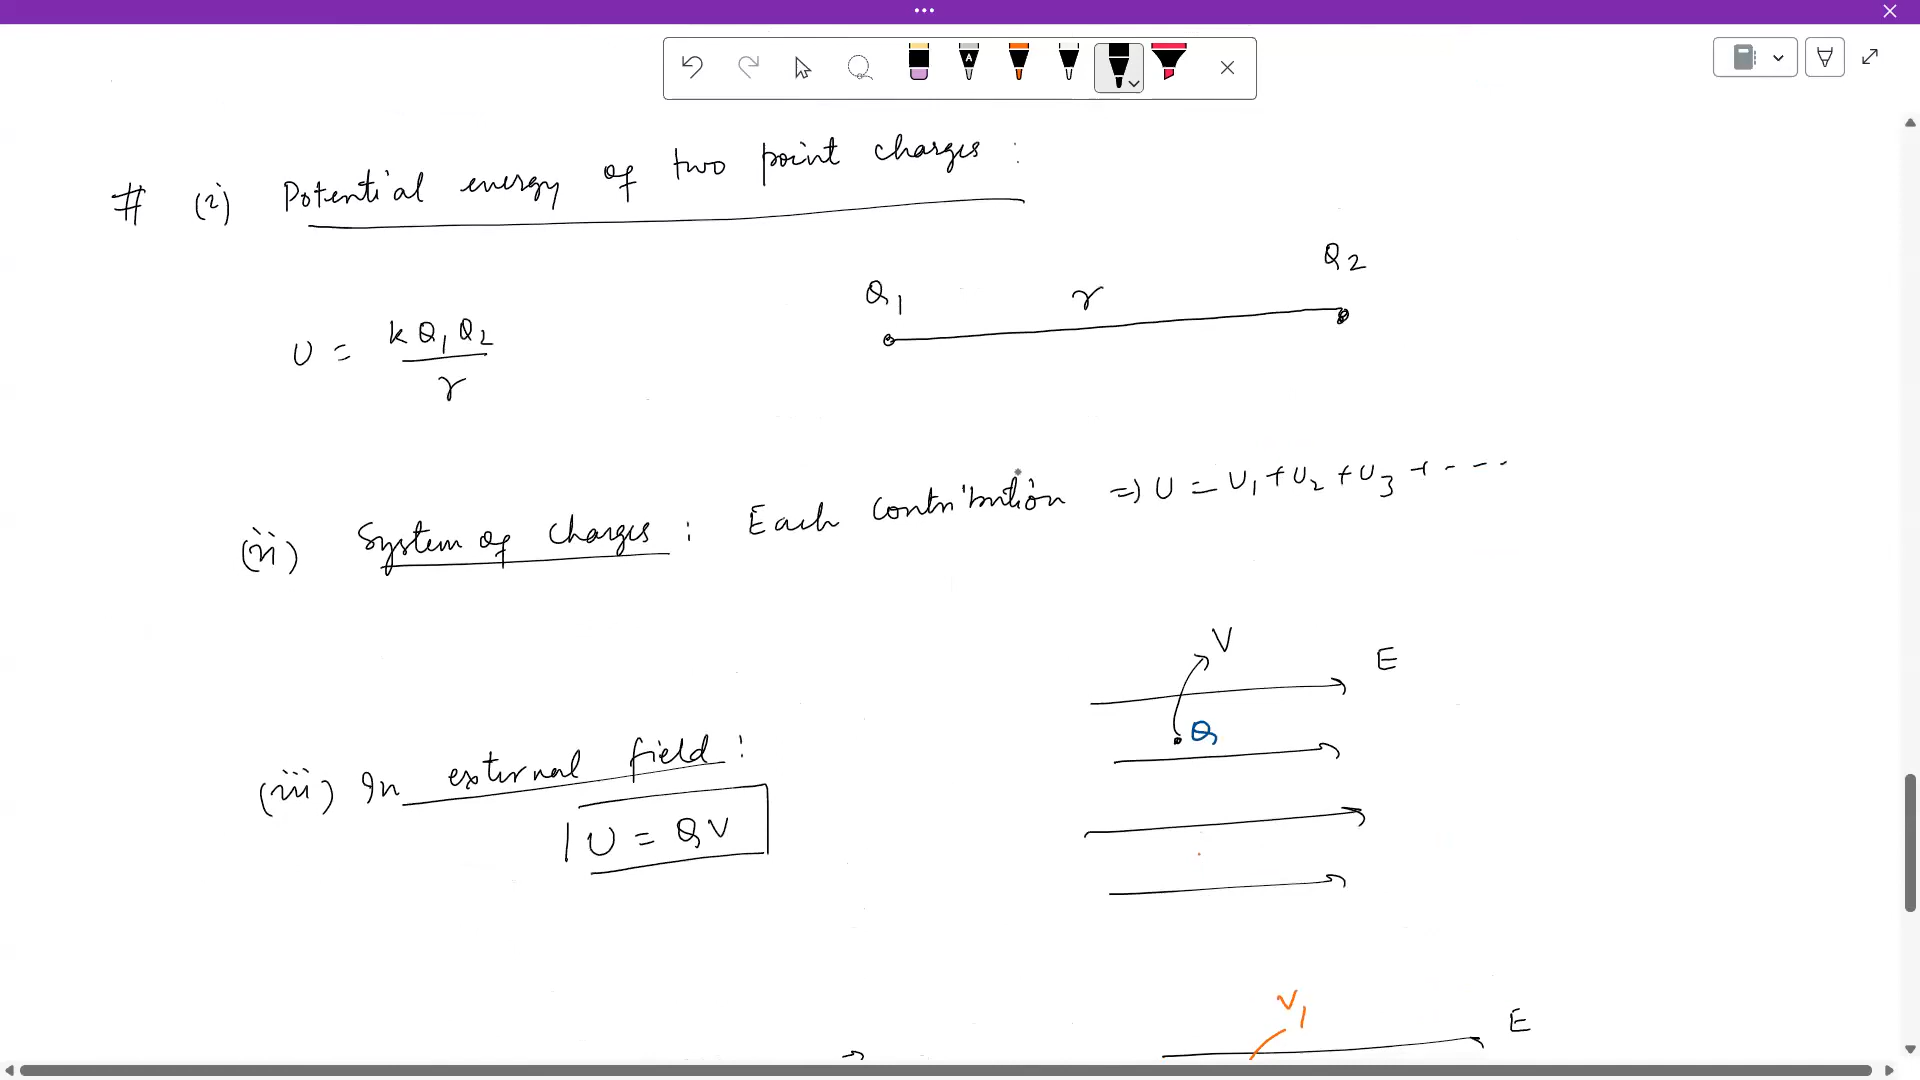 # (i) Potential energy of two point charges :
Q1 r Q2
U = kQ1Q2 / r
(ii) System of charges : Each contribution => U = U1 + U2 + U3 + - - - -
V E
Q
(iii) In external field :
U = QV
V1 E